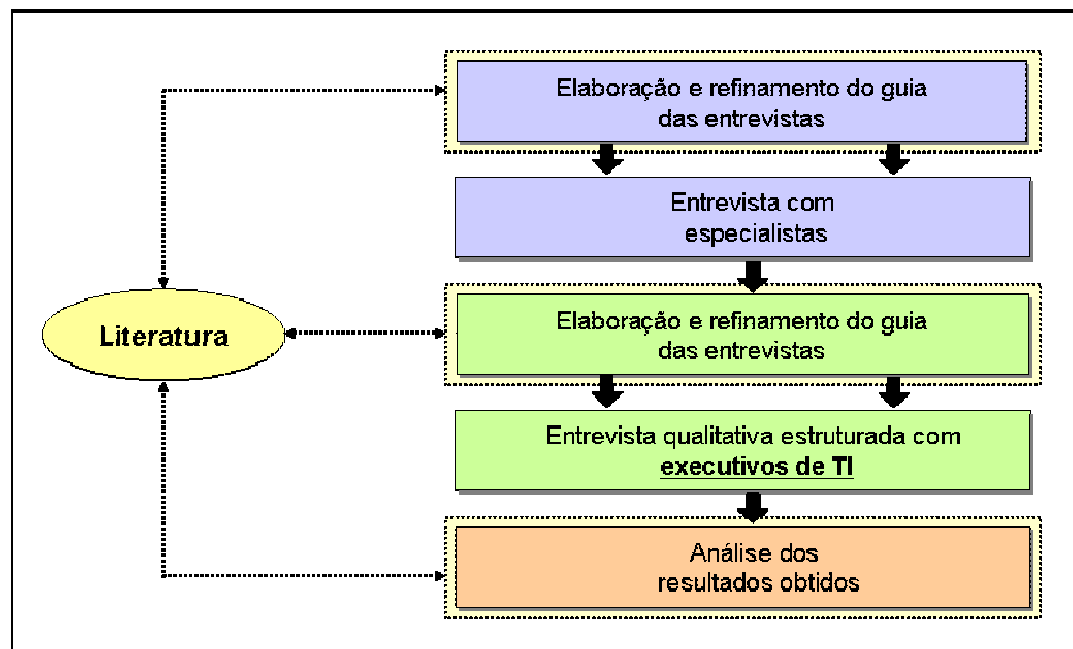 Elaboração e refinamento do guia
das entrevistas
Entrevista com
especialistas
Literatura
Elaboração e refinamento do guia
das entrevistas
Entrevista qualitativa estruturada com
executivos de TI
Análise dos
resultados obtidos